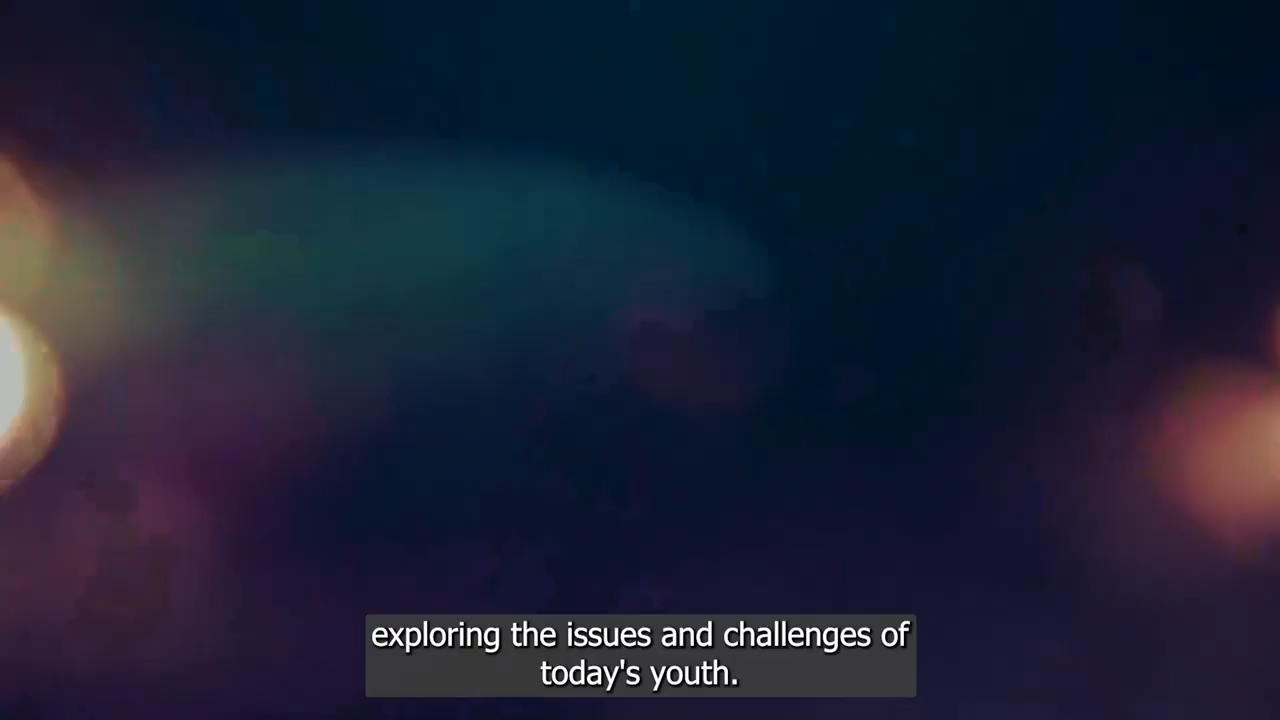 exploring the issues and challenges of
today's youth.